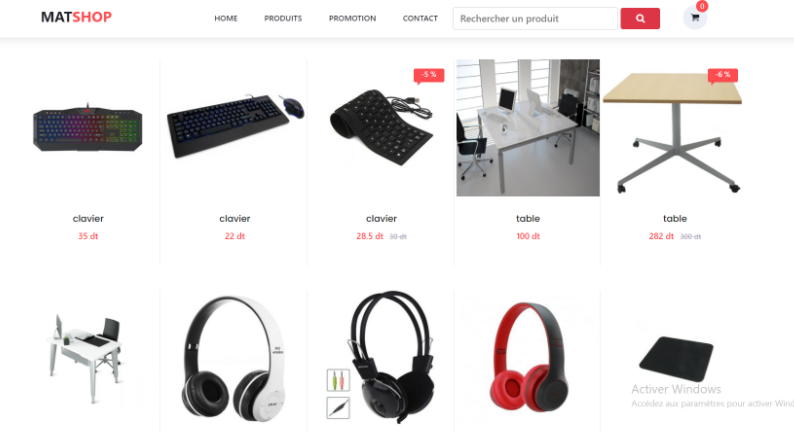 MATSHOP HOME PRODUITS PROMOTION CONTACT Rechercher un produit 0
-5 % -6 %
clavier clavier clavier table table
35 dt 22 dt 28.5 dt 30 dt 100 dt 282 dt 300 dt
Activer Windows
Accédez aux paramètres pour activer Wind